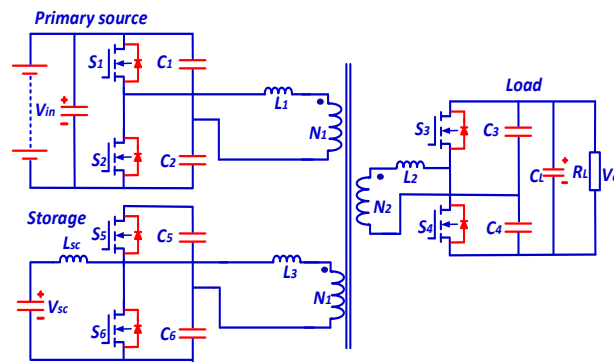 Primary source
S1
C1
Vin
L1
N1
S2
C2
Load
S3
C3
L2
CL
RL
N2
S4
C4
Storage
Lsc
S5
C5
L3
N1
Vsc
S6
C6